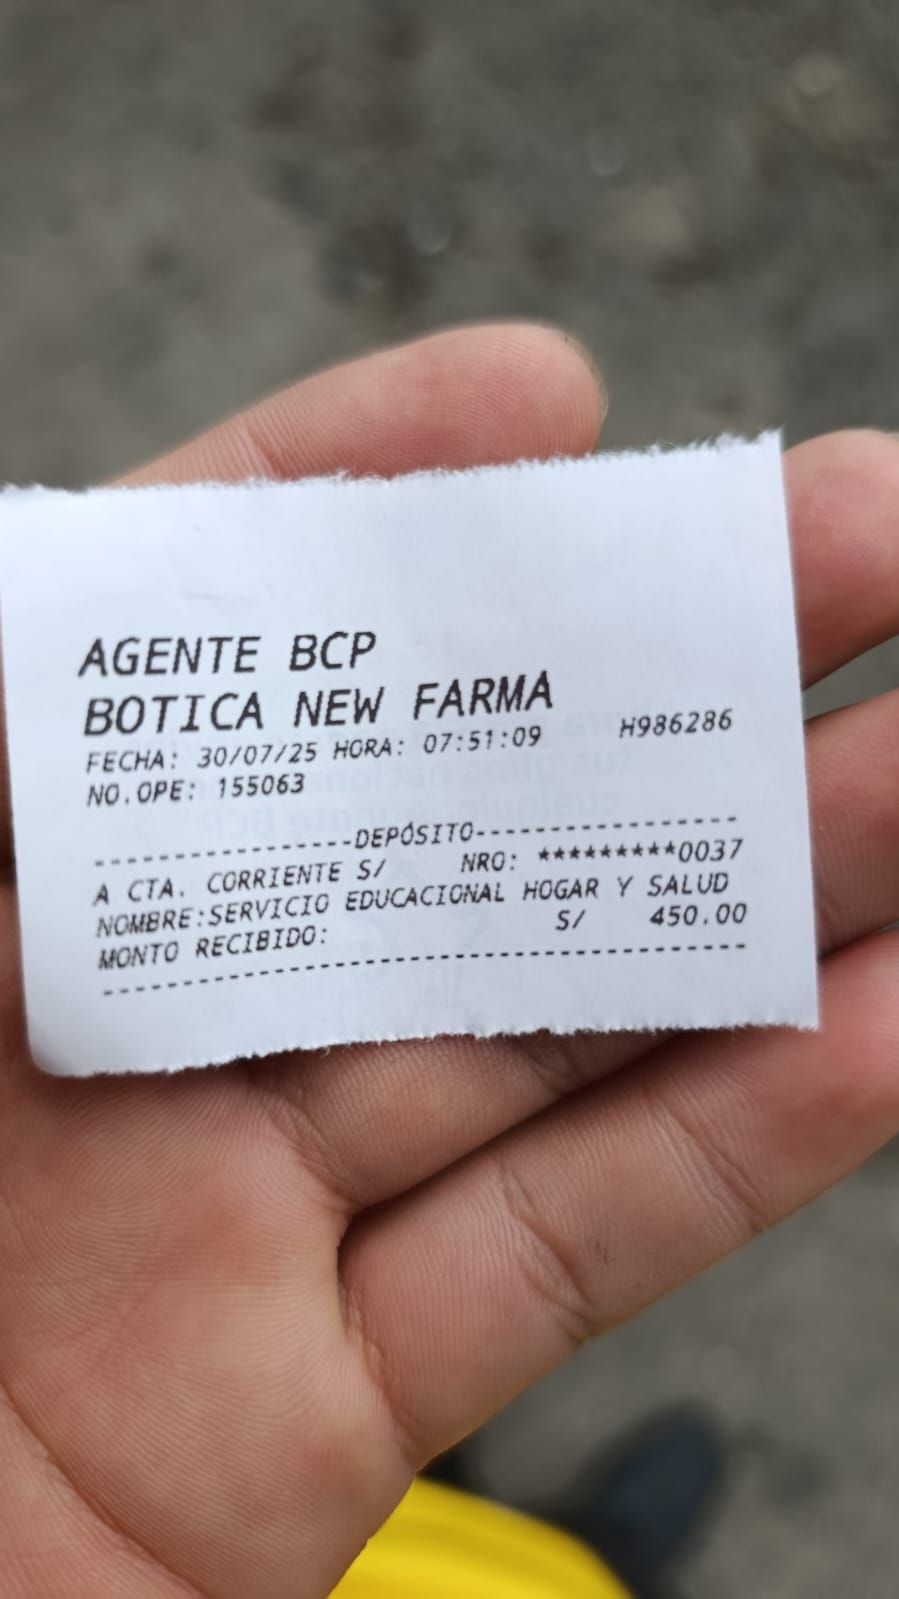 AGENTE BCP
BOTICA NEW FARMA
FECHA: 30/07/25 HORA: 07:51:09 H986286
NO.OPE: 155063
-----------------DEPÓSITO-----------------
A CTA. CORRIENTE S/ NRO: *********0037
NOMBRE:SERVICIO EDUCACIONAL HOGAR Y SALUD
MONTO RECIBIDO: S/ 450.00
------------------------------------------